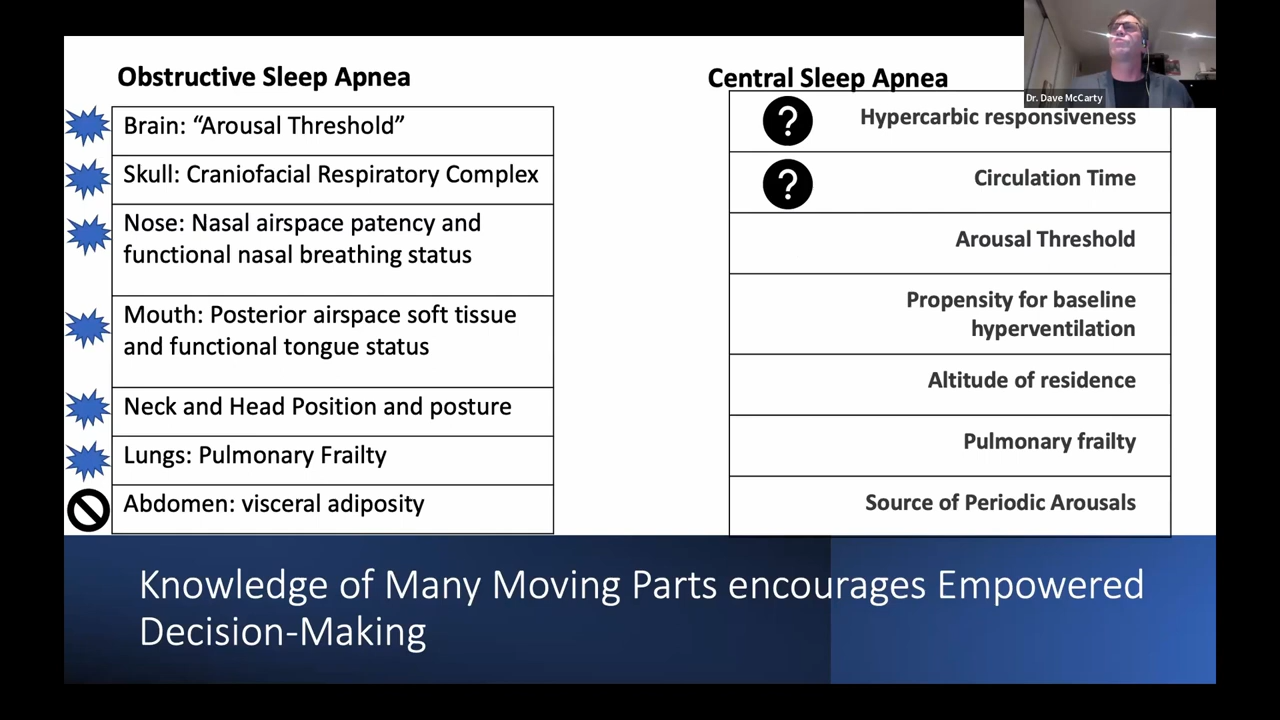 Obstructive Sleep Apnea
Brain: “Arousal Threshold”
Skull: Craniofacial Respiratory Complex
Nose: Nasal airspace patency and
functional nasal breathing status
Mouth: Posterior airspace soft tissue
and functional tongue status
Neck and Head Position and posture
Lungs: Pulmonary Frailty
Abdomen: visceral adiposity
Central Sleep Apnea
Dr. Dave McCarty
? Hypercarbic responsiveness
? Circulation Time
Arousal Threshold
Propensity for baseline
hyperventilation
Altitude of residence
Pulmonary frailty
Source of Periodic Arousals
Knowledge of Many Moving Parts encourages Empowered
Decision-Making